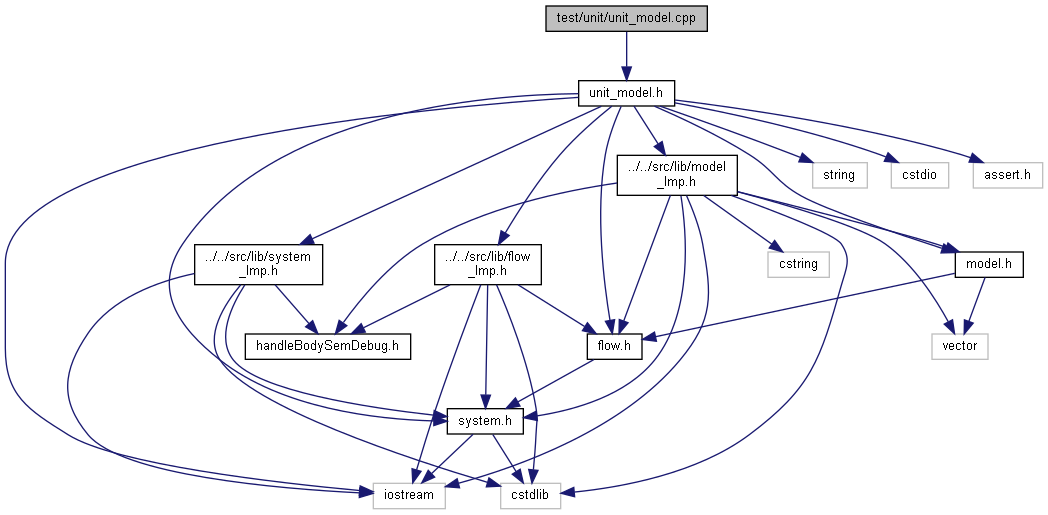 test/unit/unit_model.cpp
unit_model.h
../../src/lib/model
_Imp.h
string
cstdio
assert.h
../../src/lib/system
_Imp.h
../../src/lib/flow
_Imp.h
cstring
model.h
handleBodySemDebug.h
flow.h
vector
system.h
iostream
cstdlib